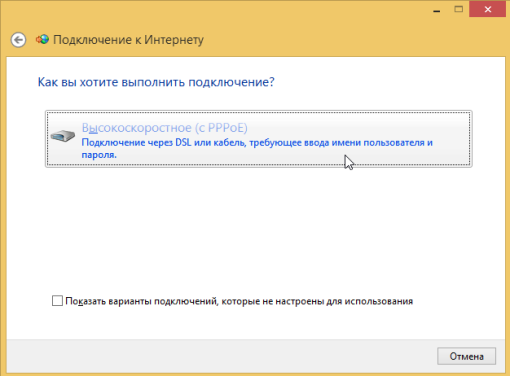 Подключение к Интернету
Как вы хотите выполнить подключение?
Высокоскоростное (с PPPoE)
Подключение через DSL или кабель, требующее ввода имени пользователя и
пароля.
Показать варианты подключений, которые не настроены для использования
Отмена